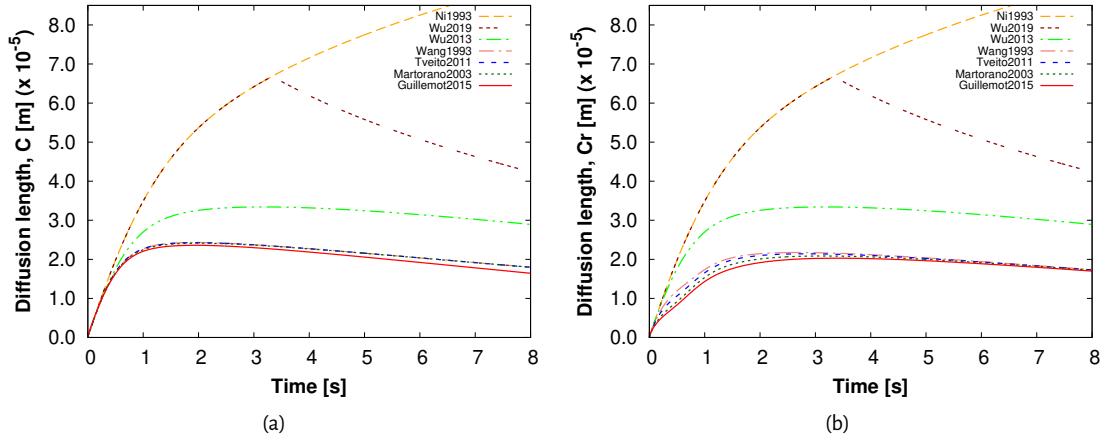 Diffusion length, C [m] (x 10-5)
8.0
7.0
6.0
5.0
4.0
3.0
2.0
1.0
0.0
Ni1993
Wu2019
Wu2013
Wang1993
Tveito2011
Martorano2003
Guillemot2015
0 1 2 3 4 5 6 7 8
Time [s]
(a)
Diffusion length, Cr [m] (x 10-5)
8.0
7.0
6.0
5.0
4.0
3.0
2.0
1.0
0.0
Ni1993
Wu2019
Wu2013
Wang1993
Tveito2011
Martorano2003
Guillemot2015
0 1 2 3 4 5 6 7 8
Time [s]
(b)